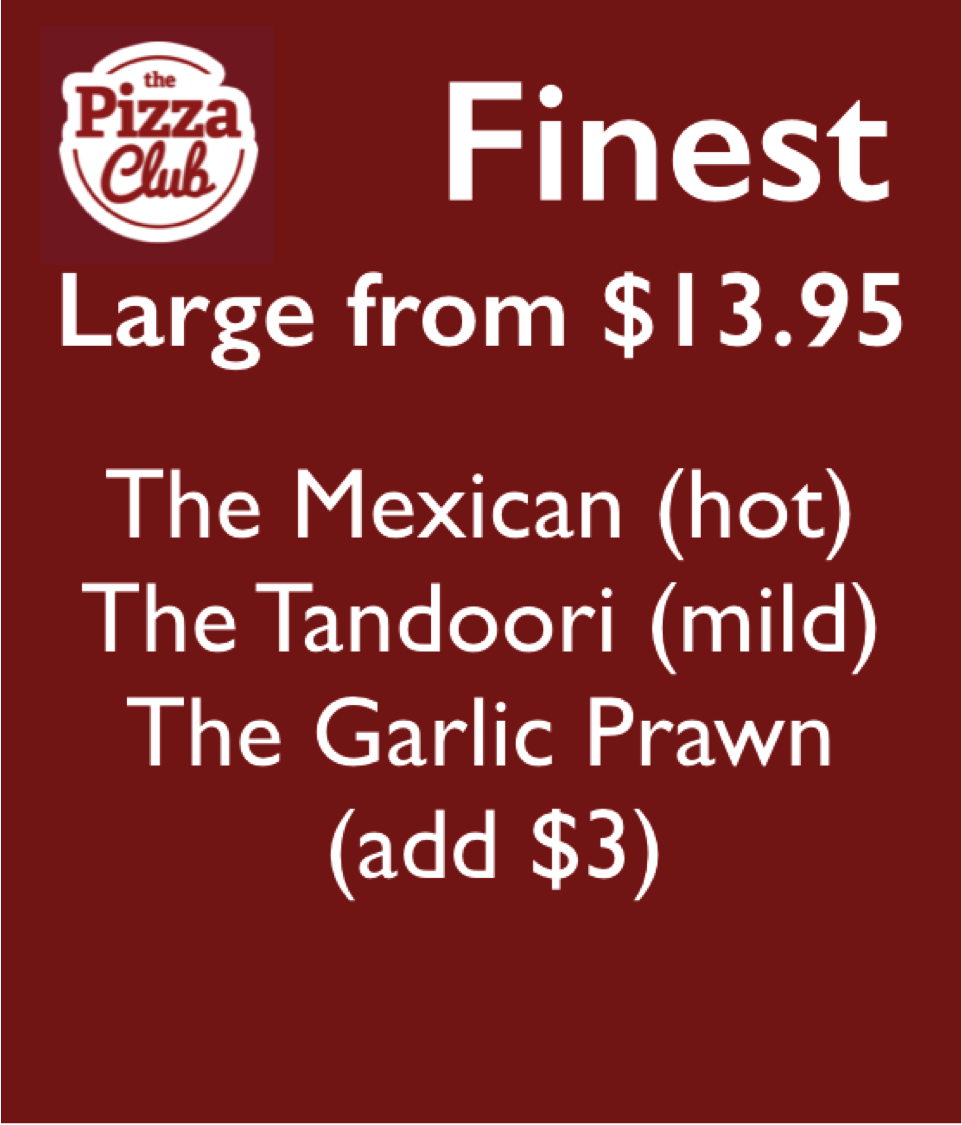 the
Pizza
Club
Finest
Large from $13.95
The Mexican (hot)
The Tandoori (mild)
The Garlic Prawn
(add $3)